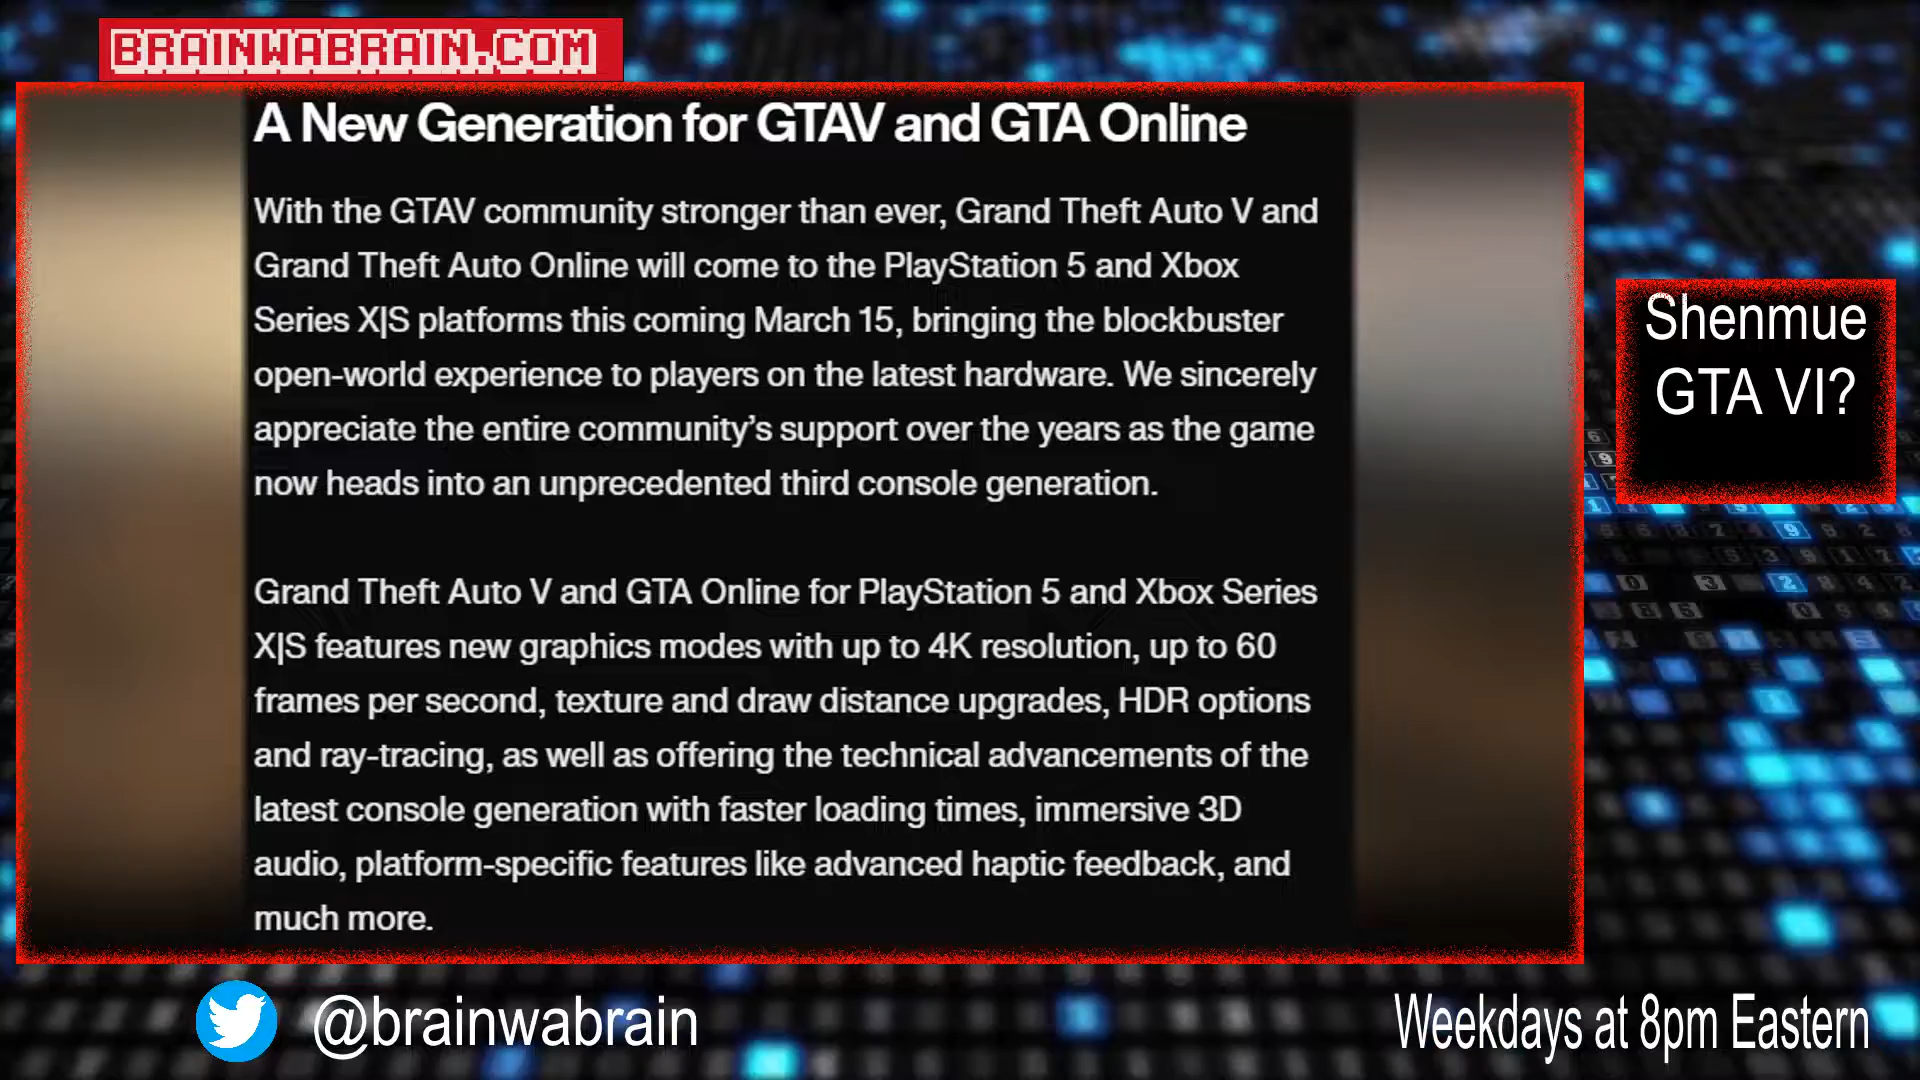 BRAINWABRAIN.COM
A New Generation for GTAV and GTA Online
With the GTAV community stronger than ever, Grand Theft Auto V and
Grand Theft Auto Online will come to the PlayStation 5 and Xbox
Series X|S platforms this coming March 15, bringing the blockbuster
open-world experience to players on the latest hardware. We sincerely
appreciate the entire community’s support over the years as the game
now heads into an unprecedented third console generation.
Grand Theft Auto V and GTA Online for PlayStation 5 and Xbox Series
X|S features new graphics modes with up to 4K resolution, up to 60
frames per second, texture and draw distance upgrades, HDR options
and ray-tracing, as well as offering the technical advancements of the
latest console generation with faster loading times, immersive 3D
audio, platform-specific features like advanced haptic feedback, and
much more.
Shenmue
GTA VI?
@brainwabrain
Weekdays at 8pm Eastern